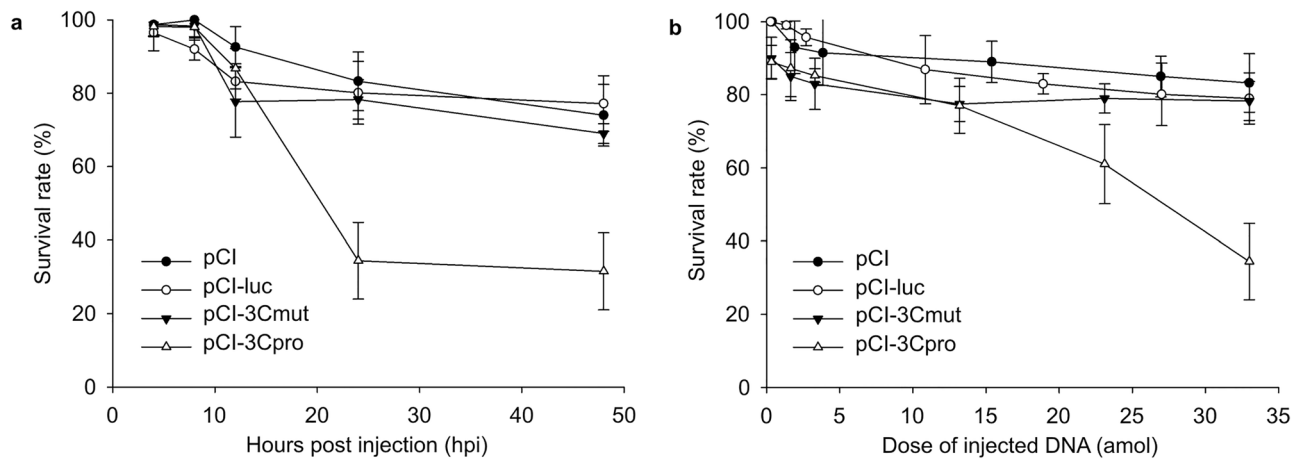 a
100
80
60
40
20
0
Survival rate (%)
pCI
pCI-luc
pCI-3Cmut
pCI-3Cpro
0 10 20 30 40 50
Hours post injection (hpi)
b
100
80
60
40
20
0
Survival rate (%)
pCI
pCI-luc
pCI-3Cmut
pCI-3Cpro
0 5 10 15 20 25 30 35
Dose of injected DNA (amol)